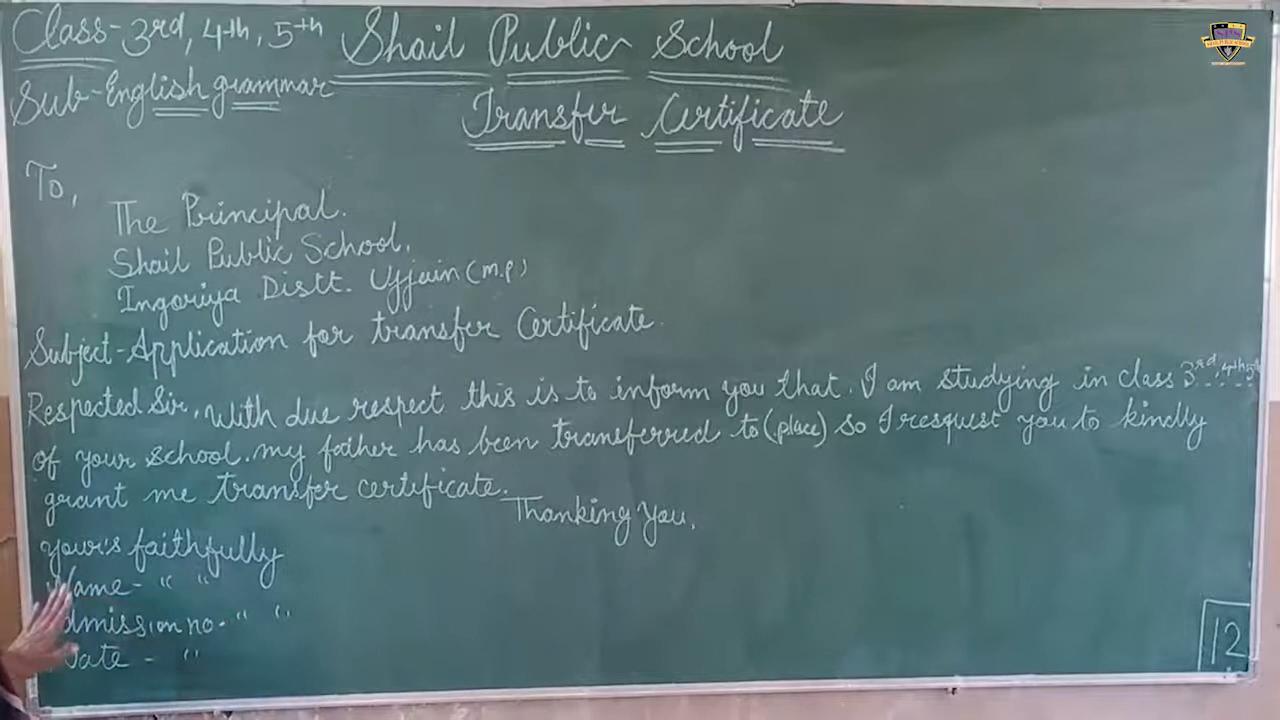 Class-3rd, 4th, 5th
Shail Public School
Sub-English grammar
Transfer Certificate
To,
The Principal.
Shail Public School.
Ingoriya Distt. Ujjain (m.p)
Subject-Application for transfer Certificate.
Respected Sir, With due respect this is to inform you that. I am studying in class 3rd, 4th 5th
of your school. my father has been transferred to (place) so I resquest you to kindly
grant me transfer certificate.
Thanking You,
your's faithfully
Name- " "
dmission no- " "
Date - "
12